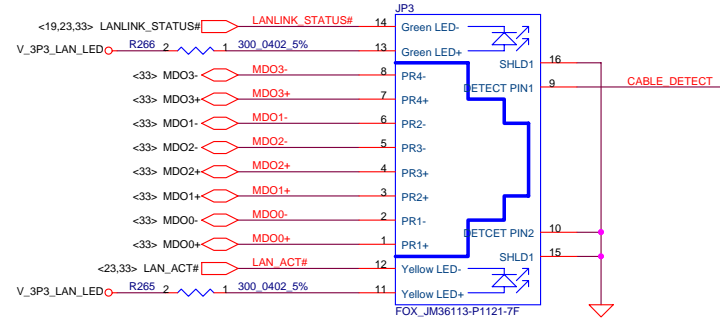 JP3
<19,23,33> LANLINK_STATUS# LANLINK_STATUS# 14 Green LED-
V_3P3_LAN_LED R266 2 1 300_0402_5% 13 Green LED+
SHLD1 16
<33> MDO3- MDO3- 8 PR4-
DETECT PIN1 9 CABLE_DETECT
<33> MDO3+ MDO3+ 7 PR4+
<33> MDO1- MDO1- 6 PR2-
<33> MDO2- MDO2- 5 PR3-
<33> MDO2+ MDO2+ 4 PR3+
<33> MDO1+ MDO1+ 3 PR2+
<33> MDO0- MDO0- 2 PR1-
DETCET PIN2 10
<33> MDO0+ MDO0+ 1 PR1+
SHLD1 15
<23,33> LAN_ACT# LAN_ACT# 12 Yellow LED-
V_3P3_LAN_LED R265 2 1 300_0402_5% 11 Yellow LED+
FOX_JM36113-P1121-7F